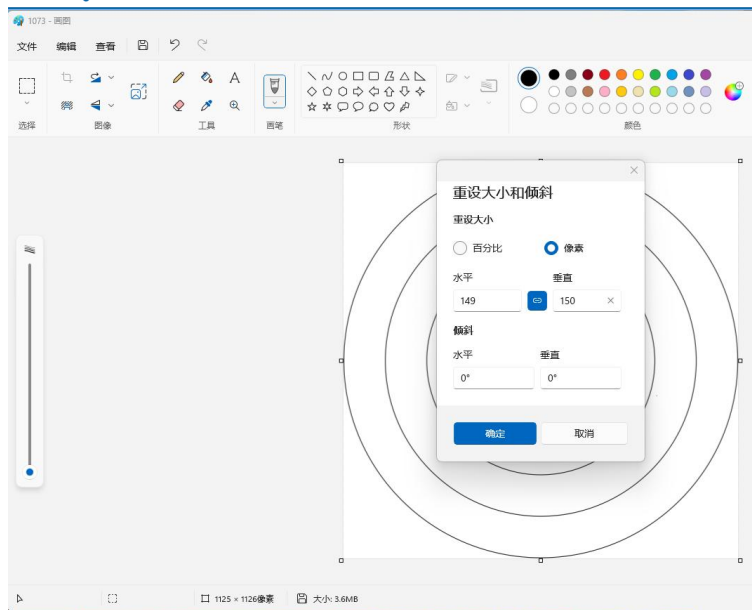 1073 - 画图
文件 编辑 查看
A
选择 图像 工具 画笔 形状 颜色
重设大小和倾斜
重设大小
百分比 像素
水平 垂直
149 150
倾斜
水平 垂直
0° 0°
确定 取消
1125 × 1126像素 大小: 3.6MB